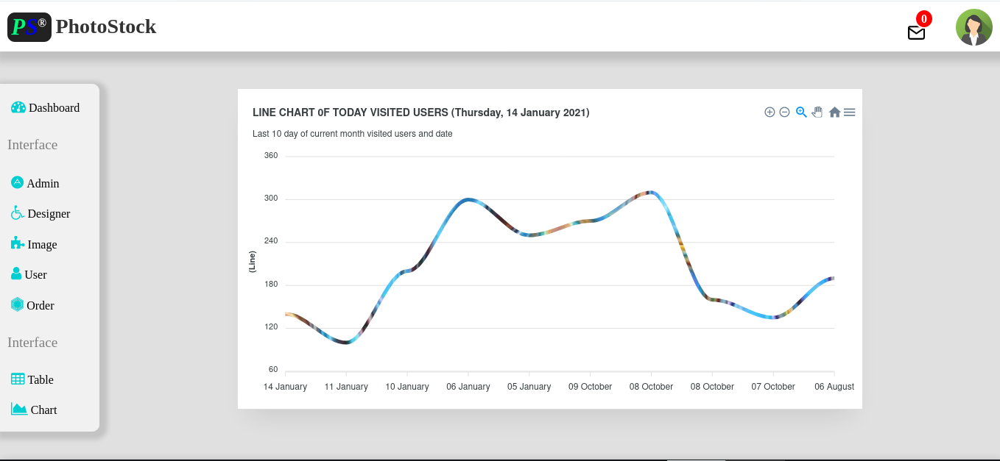 PS® PhotoStock
0
Dashboard
Interface
Admin
Designer
Image
User
Order
Interface
Table
Chart
LINE CHART 0F TODAY VISITED USERS (Thursday, 14 January 2021)
Last 10 day of current month visited users and date
(Line)
360
300
240
180
120
60
14 January 11 January 10 January 06 January 05 January 09 October 08 October 08 October 07 October 06 August